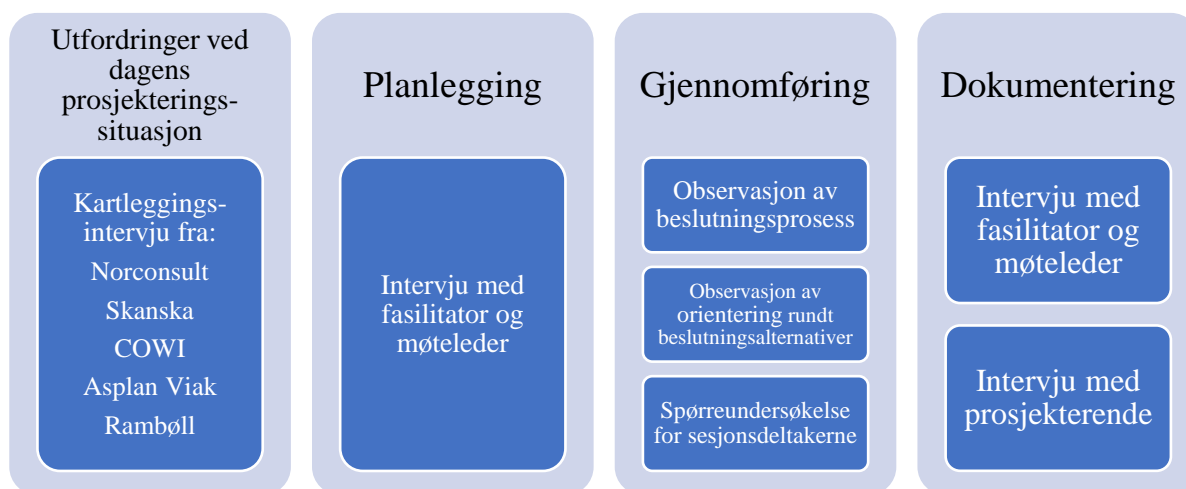 Utfordringer ved
dagens
prosjekterings-
situasjon
Kartleggings-
intervju fra:
Norconsult
Skanska
COWI
Asplan Viak
Rambøll
Planlegging
Intervju med
fasilitator og
møteleder
Gjennomføring
Observasjon av
beslutningsprosess
Observasjon av
orientering rundt
beslutningsalternativer
Spørreundersøkelse
for sesjonsdeltakerne
Dokumentering
Intervju med
fasilitator og
møteleder
Intervju med
prosjekterende